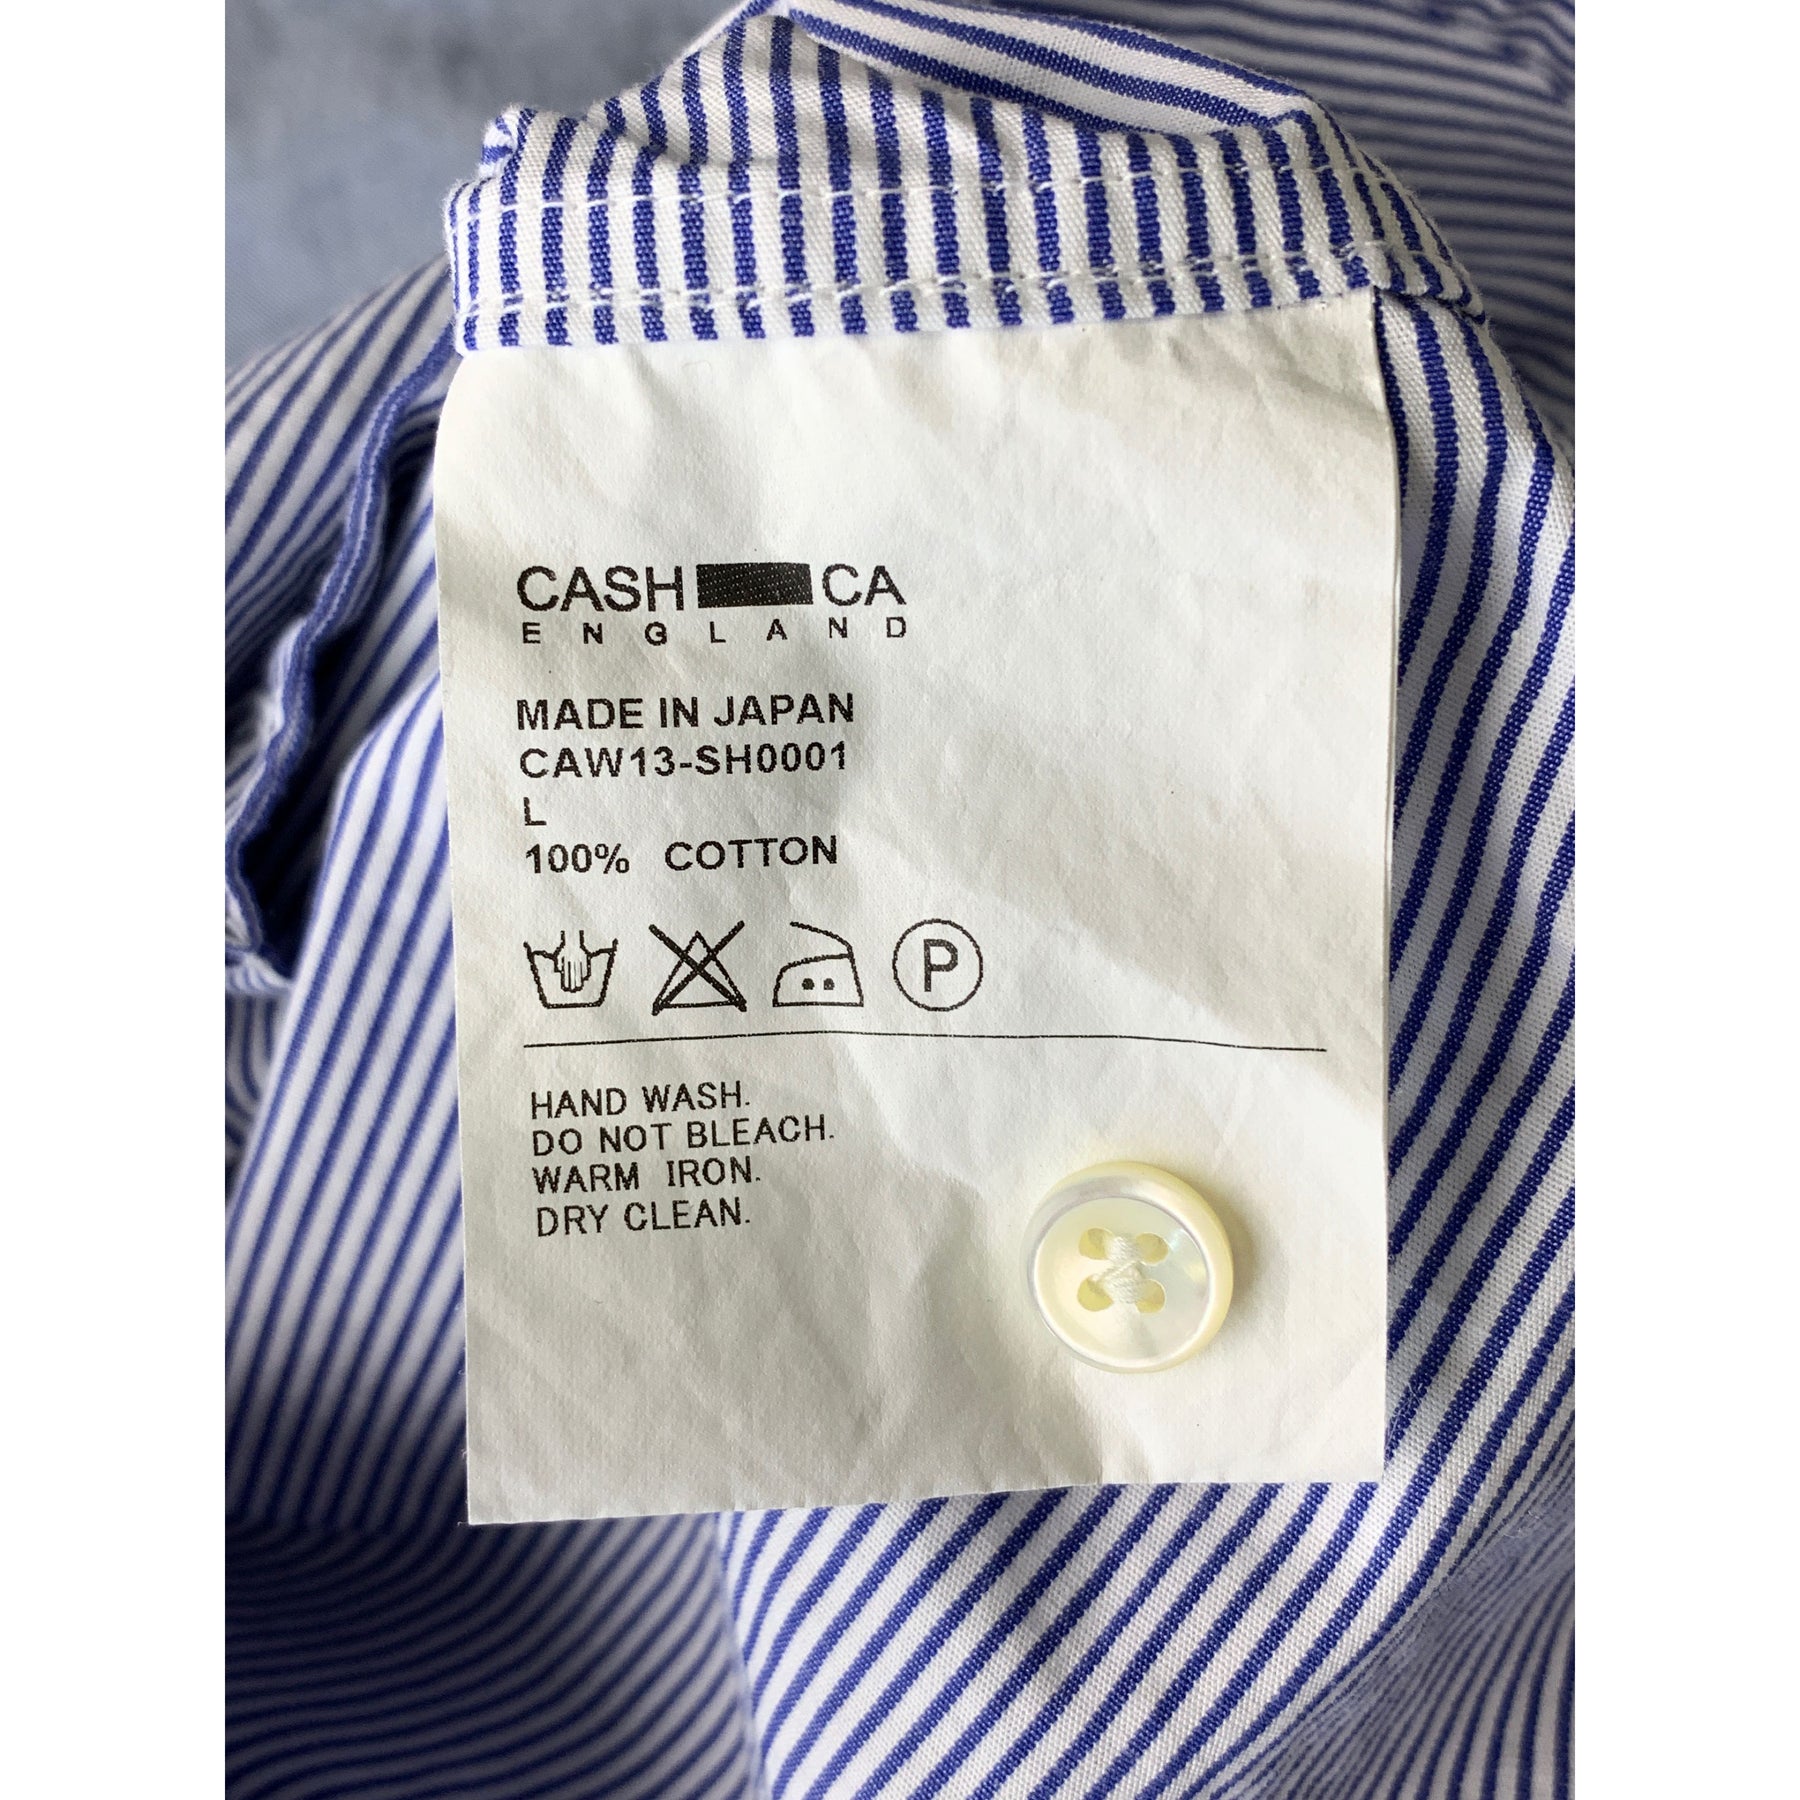 CASH CA
ENGLAND
MADE IN JAPAN
CAW13-SH0001
L
100% COTTON
P
HAND WASH.
DO NOT BLEACH.
WARM IRON.
DRY CLEAN.